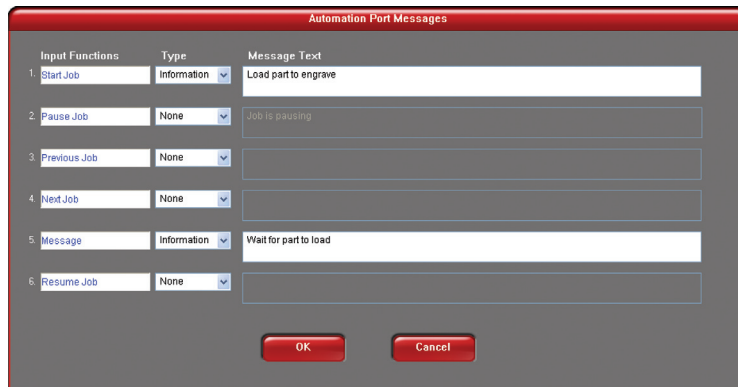 Automation Port Messages
Input Functions Type Message Text
1. Start Job Information Load part to engrave
2. Pause Job None Job is pausing
3. Previous Job None
4. Next Job None
5. Message Information Wait for part to load
6. Resume Job None
OK Cancel